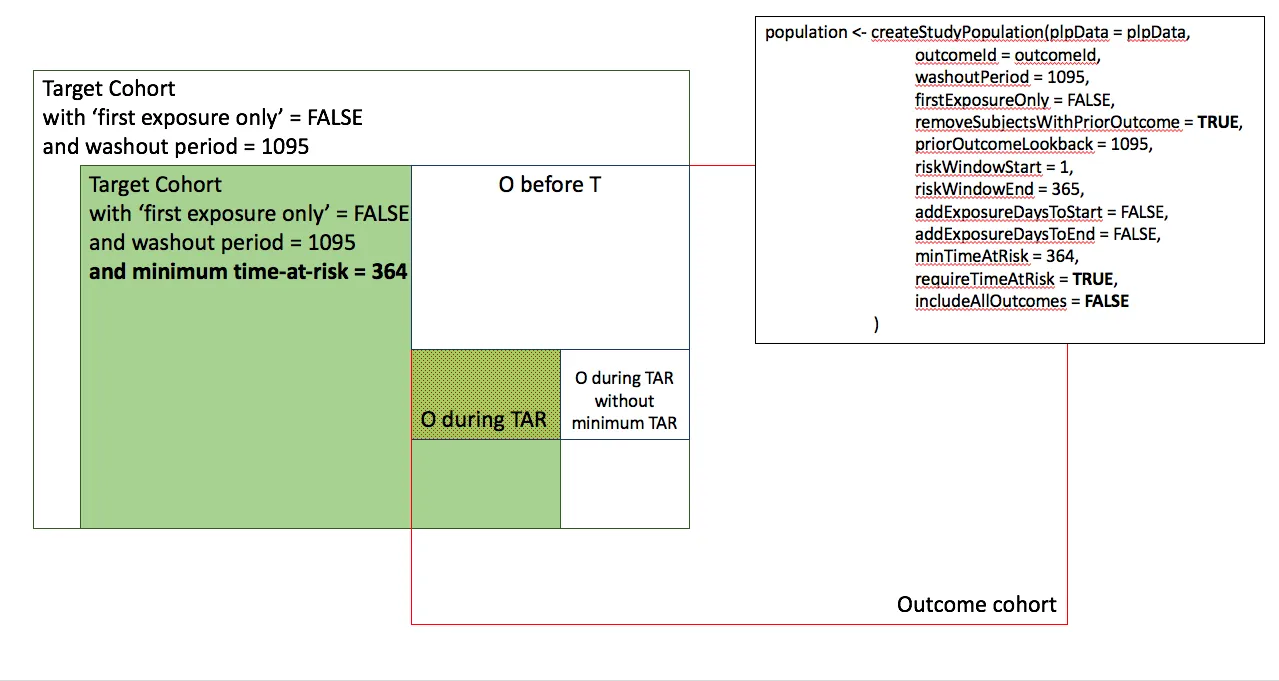 Target Cohort
with ‘first exposure only’ = FALSE
and washout period = 1095
Target Cohort
with ‘first exposure only’ = FALSE
and washout period = 1095
and minimum time-at-risk = 364
O before T
O during TAR
O during TAR
without
minimum TAR
Outcome cohort
population <- createStudyPopulation(plpData = plpData,
outcomeId = outcomeId,
washoutPeriod = 1095,
firstExposureOnly = FALSE,
removeSubjectsWithPriorOutcome = TRUE,
priorOutcomeLookback = 1095,
riskWindowStart = 1,
riskWindowEnd = 365,
addExposureDaysToStart = FALSE,
addExposureDaysToEnd = FALSE,
minTimeAtRisk = 364,
requireTimeAtRisk = TRUE,
includeAllOutcomes = FALSE
)